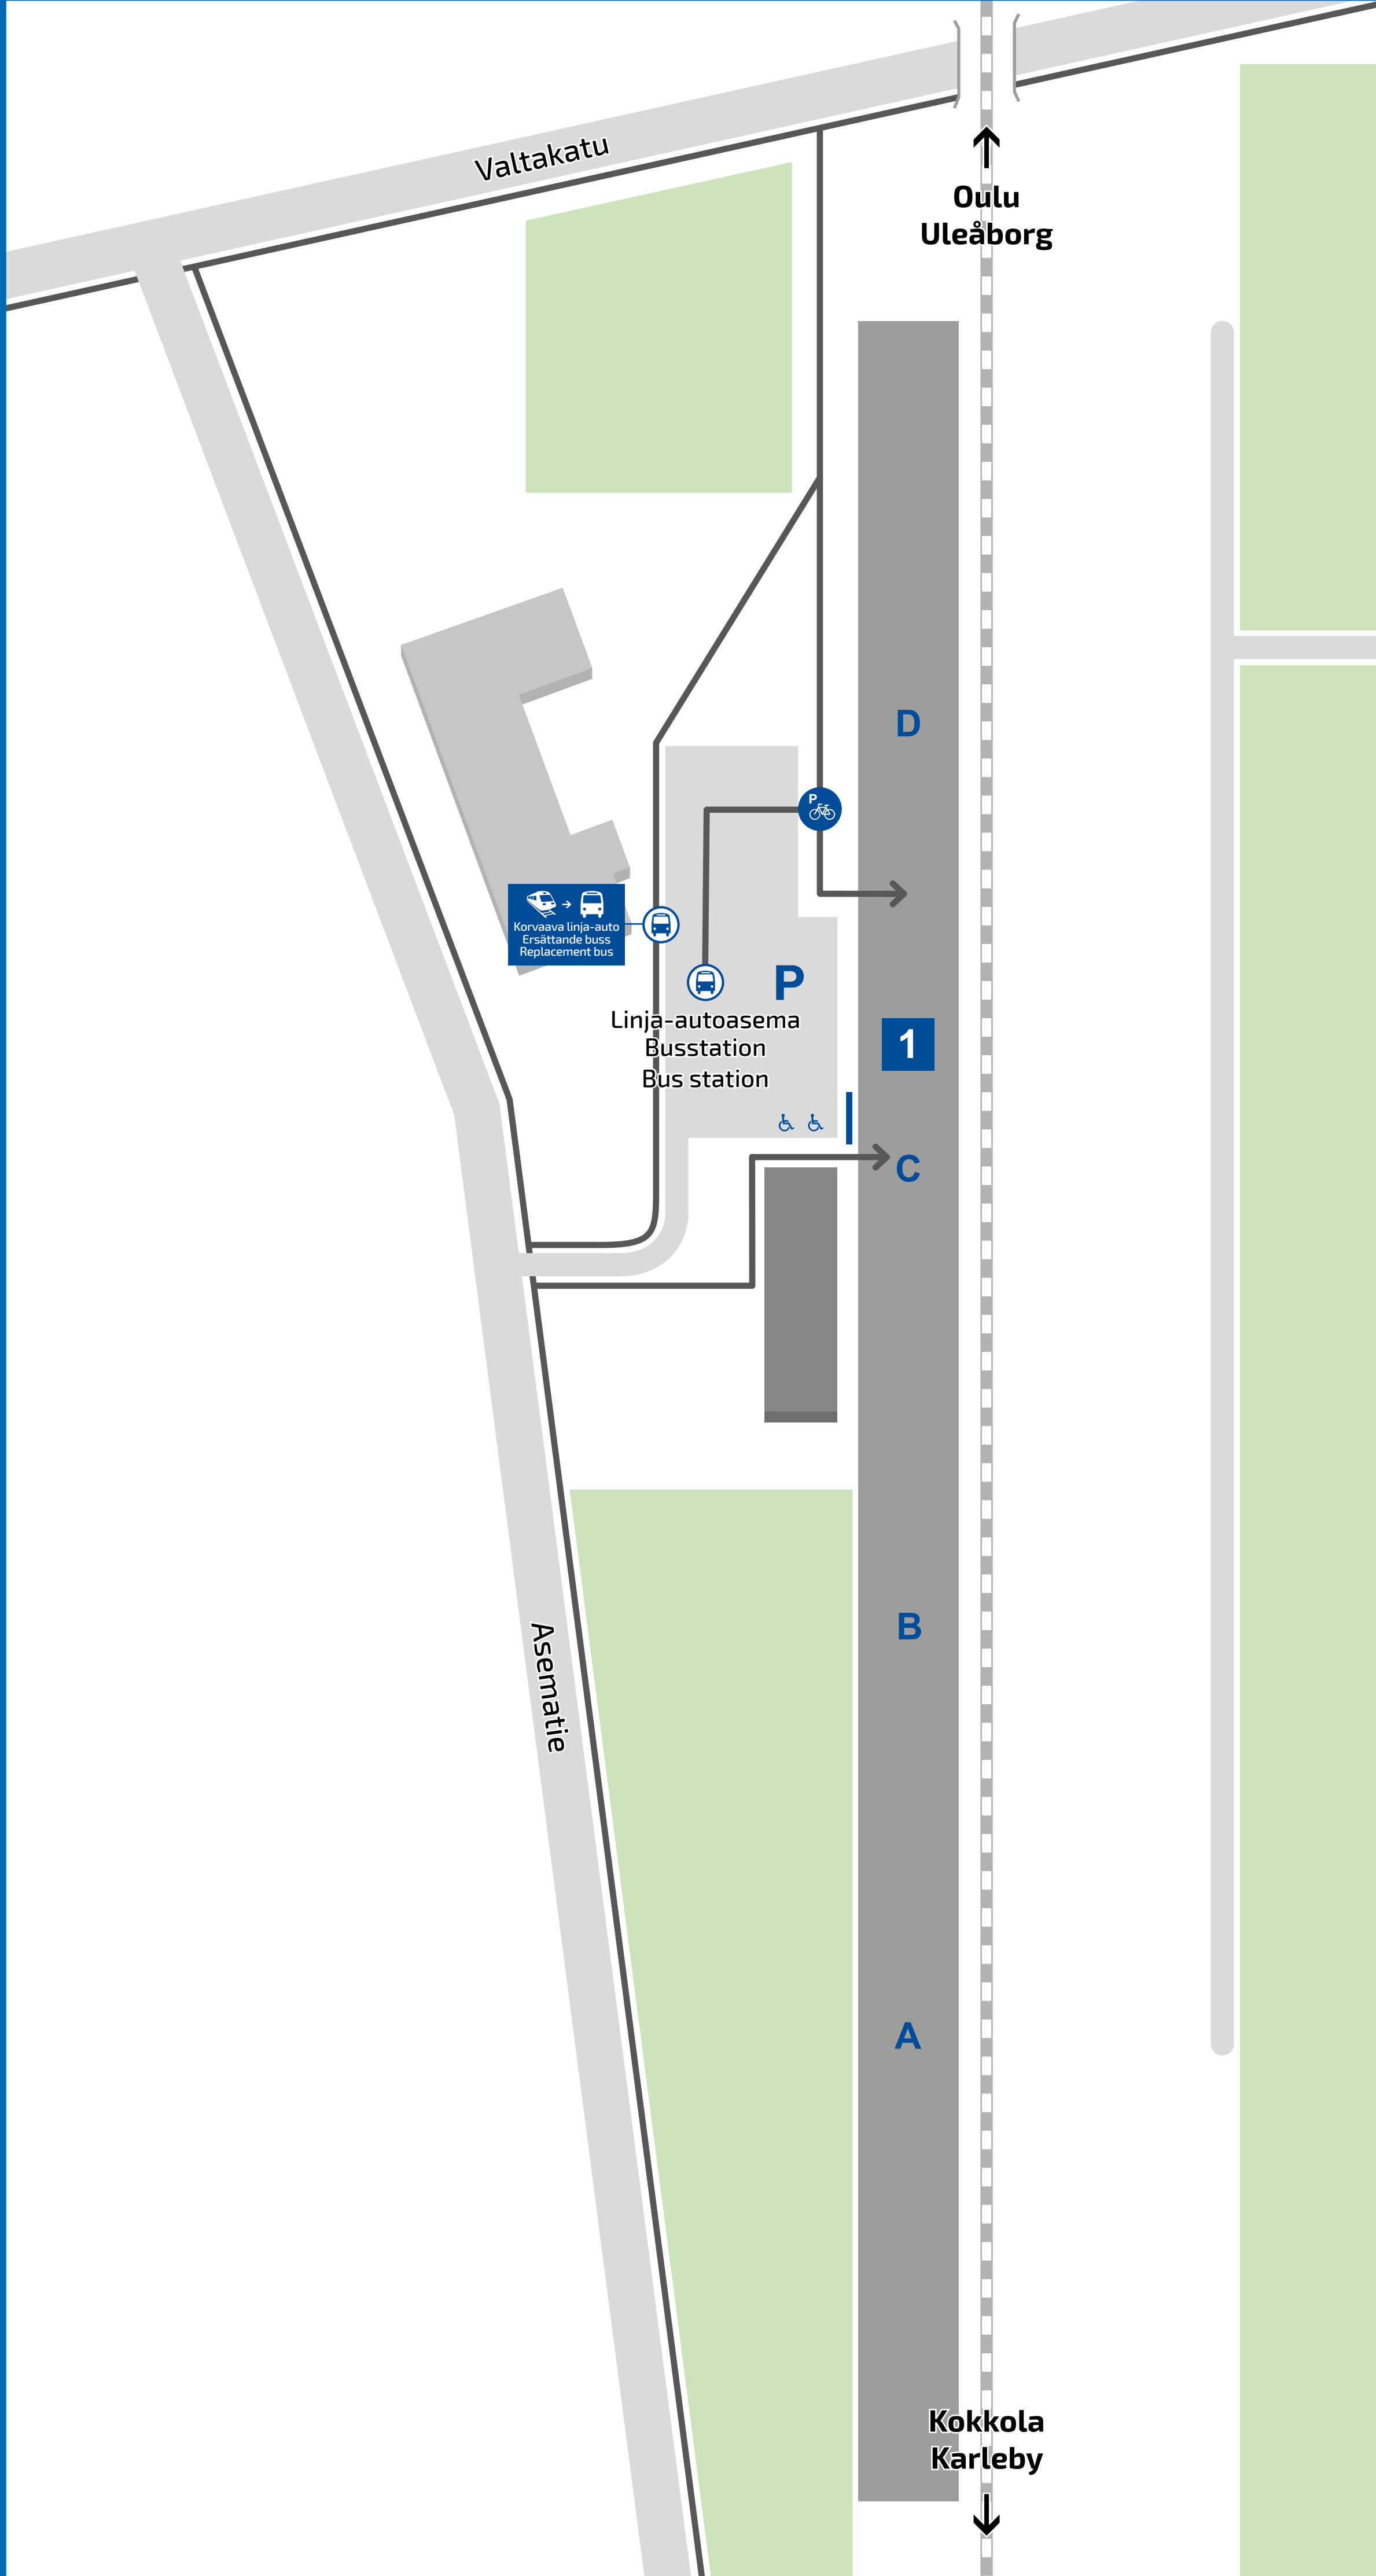 Valtakatu
Oulu
Uleåborg
D
P
Korvaava linja-auto
Ersättande buss
Replacement bus
P
Linja-autoasema
Busstation
Bus station
1
C
B
Asematie
A
Kokkola
Karleby